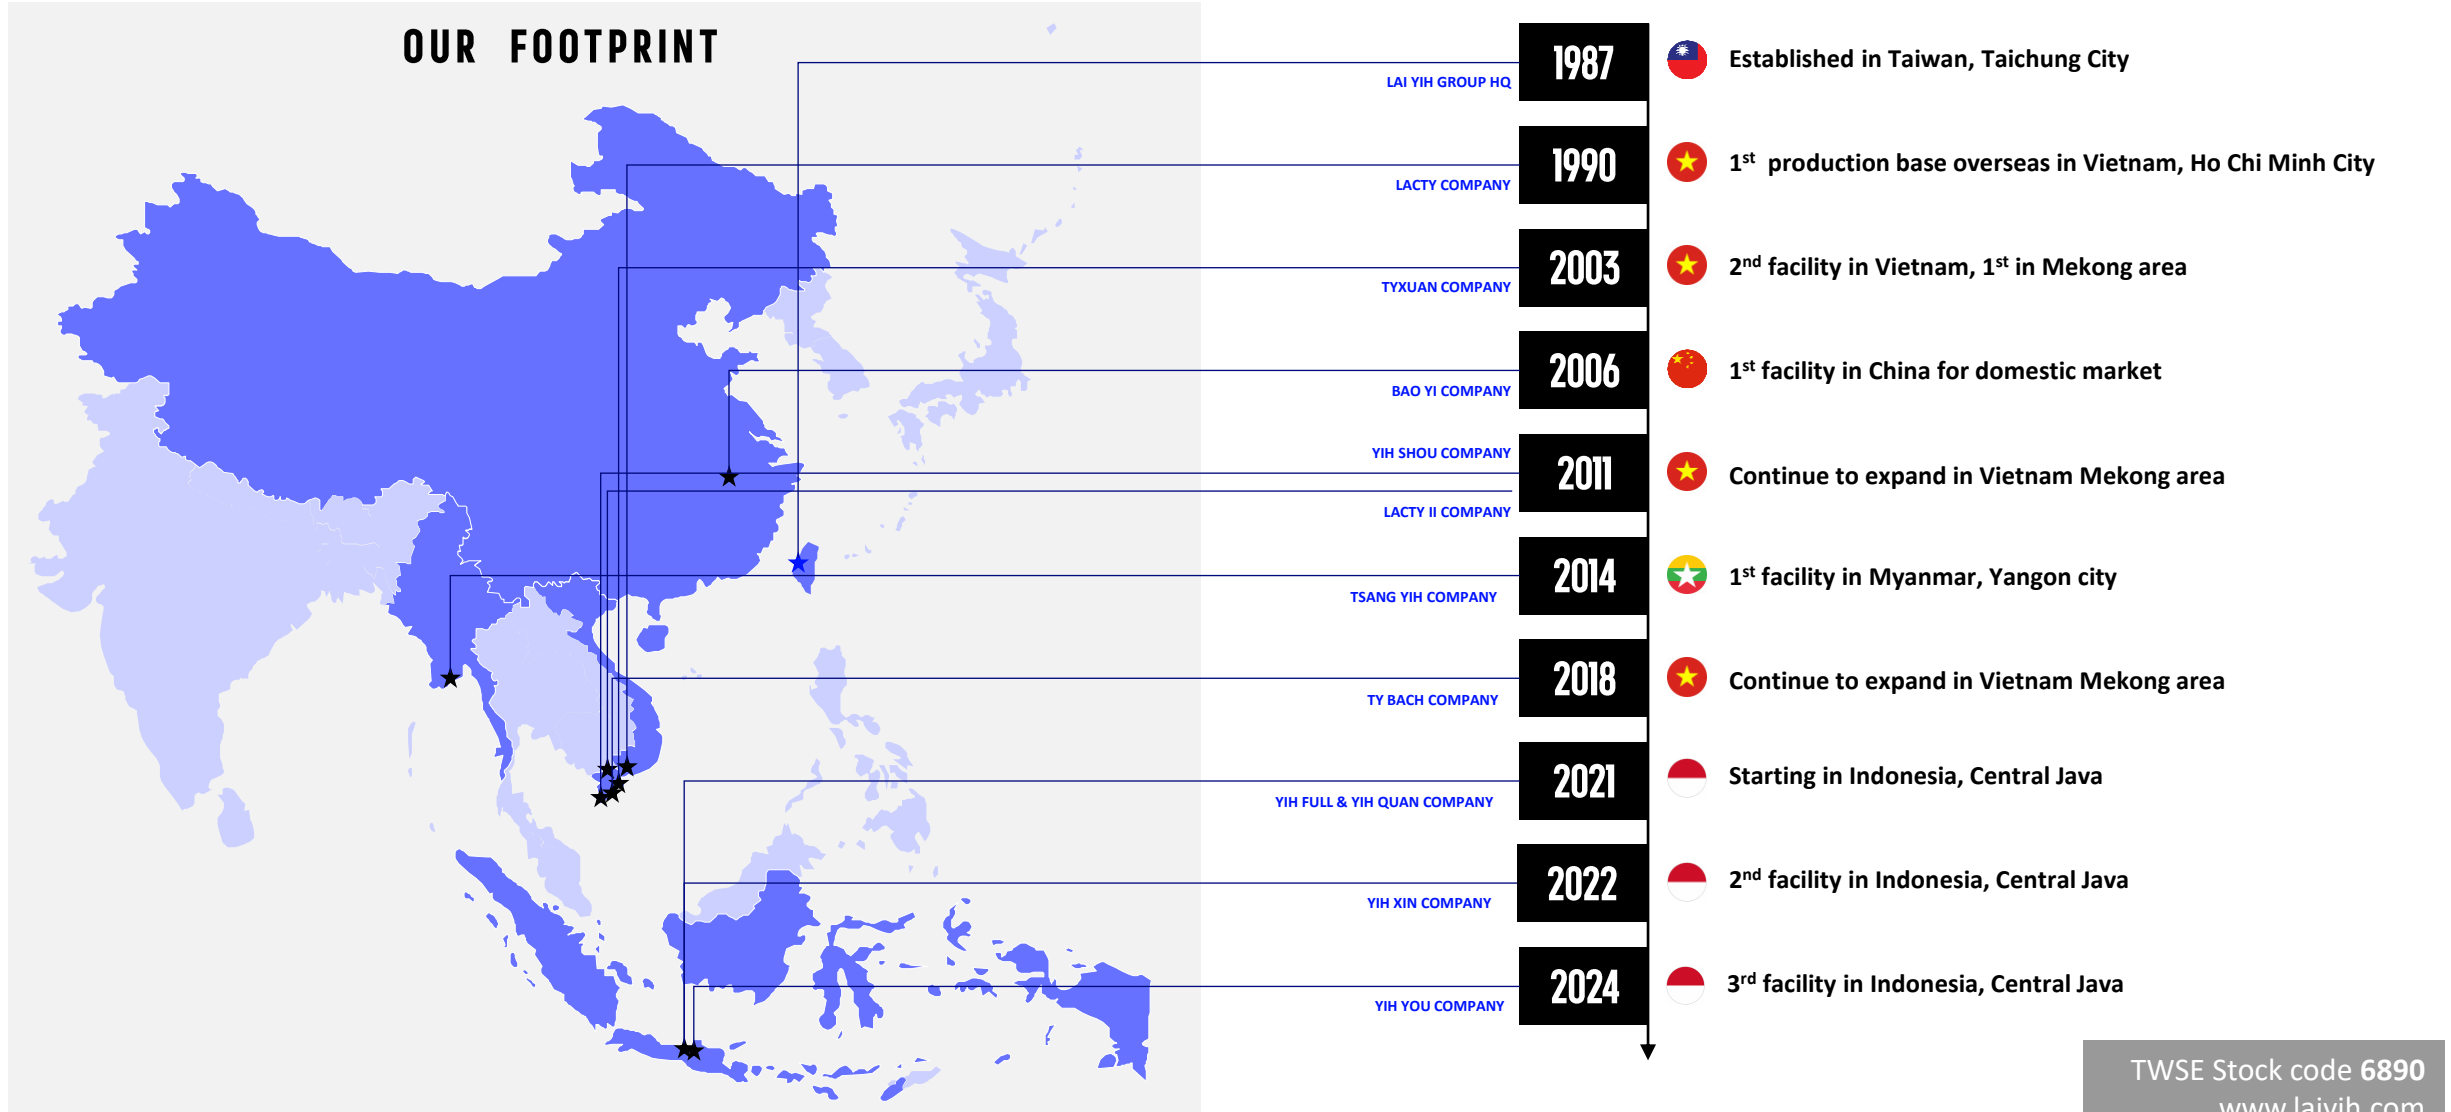 OUR FOOTPRINT
LAI YIH GROUP HQ
1987
Established in Taiwan, Taichung City
LACTY COMPANY
1990
1st production base overseas in Vietnam, Ho Chi Minh City
TYXUAN COMPANY
2003
2nd facility in Vietnam, 1st in Mekong area
BAO YI COMPANY
2006
1st facility in China for domestic market
YIH SHOU COMPANY
LACTY II COMPANY
2011
Continue to expand in Vietnam Mekong area
TSANG YIH COMPANY
2014
1st facility in Myanmar, Yangon city
TY BACH COMPANY
2018
Continue to expand in Vietnam Mekong area
YIH FULL & YIH QUAN COMPANY
2021
Starting in Indonesia, Central Java
YIH XIN COMPANY
2022
2nd facility in Indonesia, Central Java
YIH YOU COMPANY
2024
3rd facility in Indonesia, Central Java
TWSE Stock code 6890
www.laiyih.com